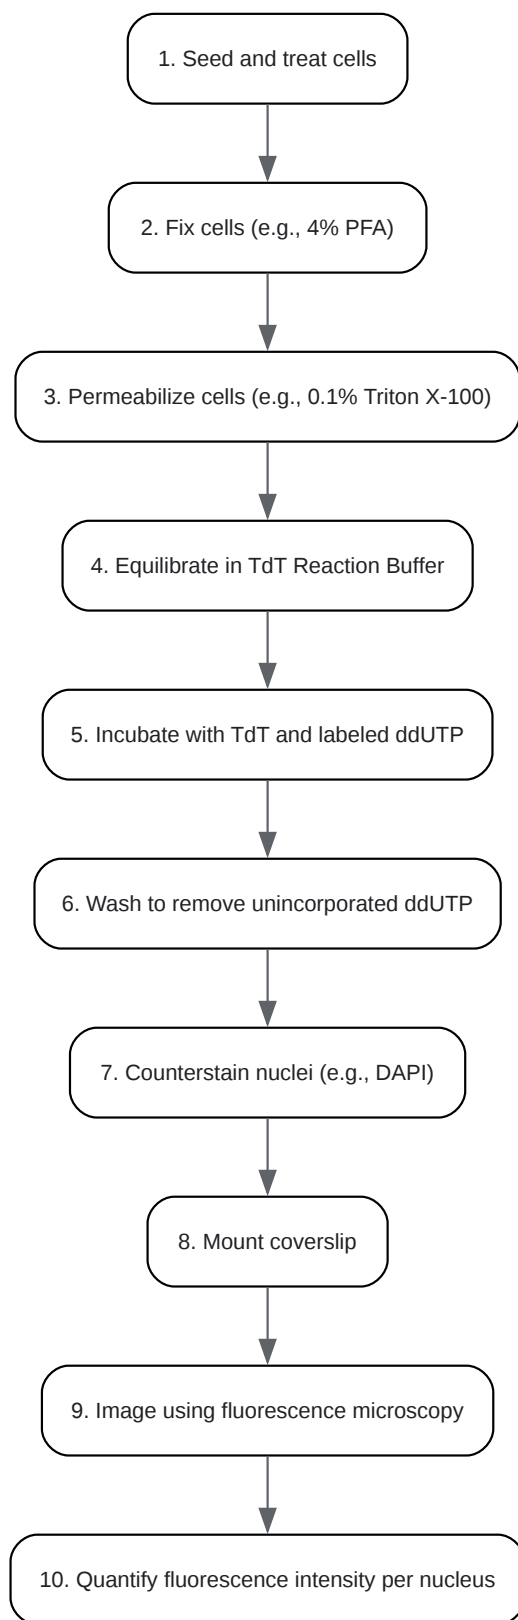 1. Seed and treat cells
2. Fix cells (e.g., 4% PFA)
3. Permeabilize cells (e.g., 0.1% Triton X-100)
4. Equilibrate in TdT Reaction Buffer
5. Incubate with TdT and labeled ddUTP
6. Wash to remove unincorporated ddUTP
7. Counterstain nuclei (e.g., DAPI)
8. Mount coverslip
9. Image using fluorescence microscopy
10. Quantify fluorescence intensity per nucleus